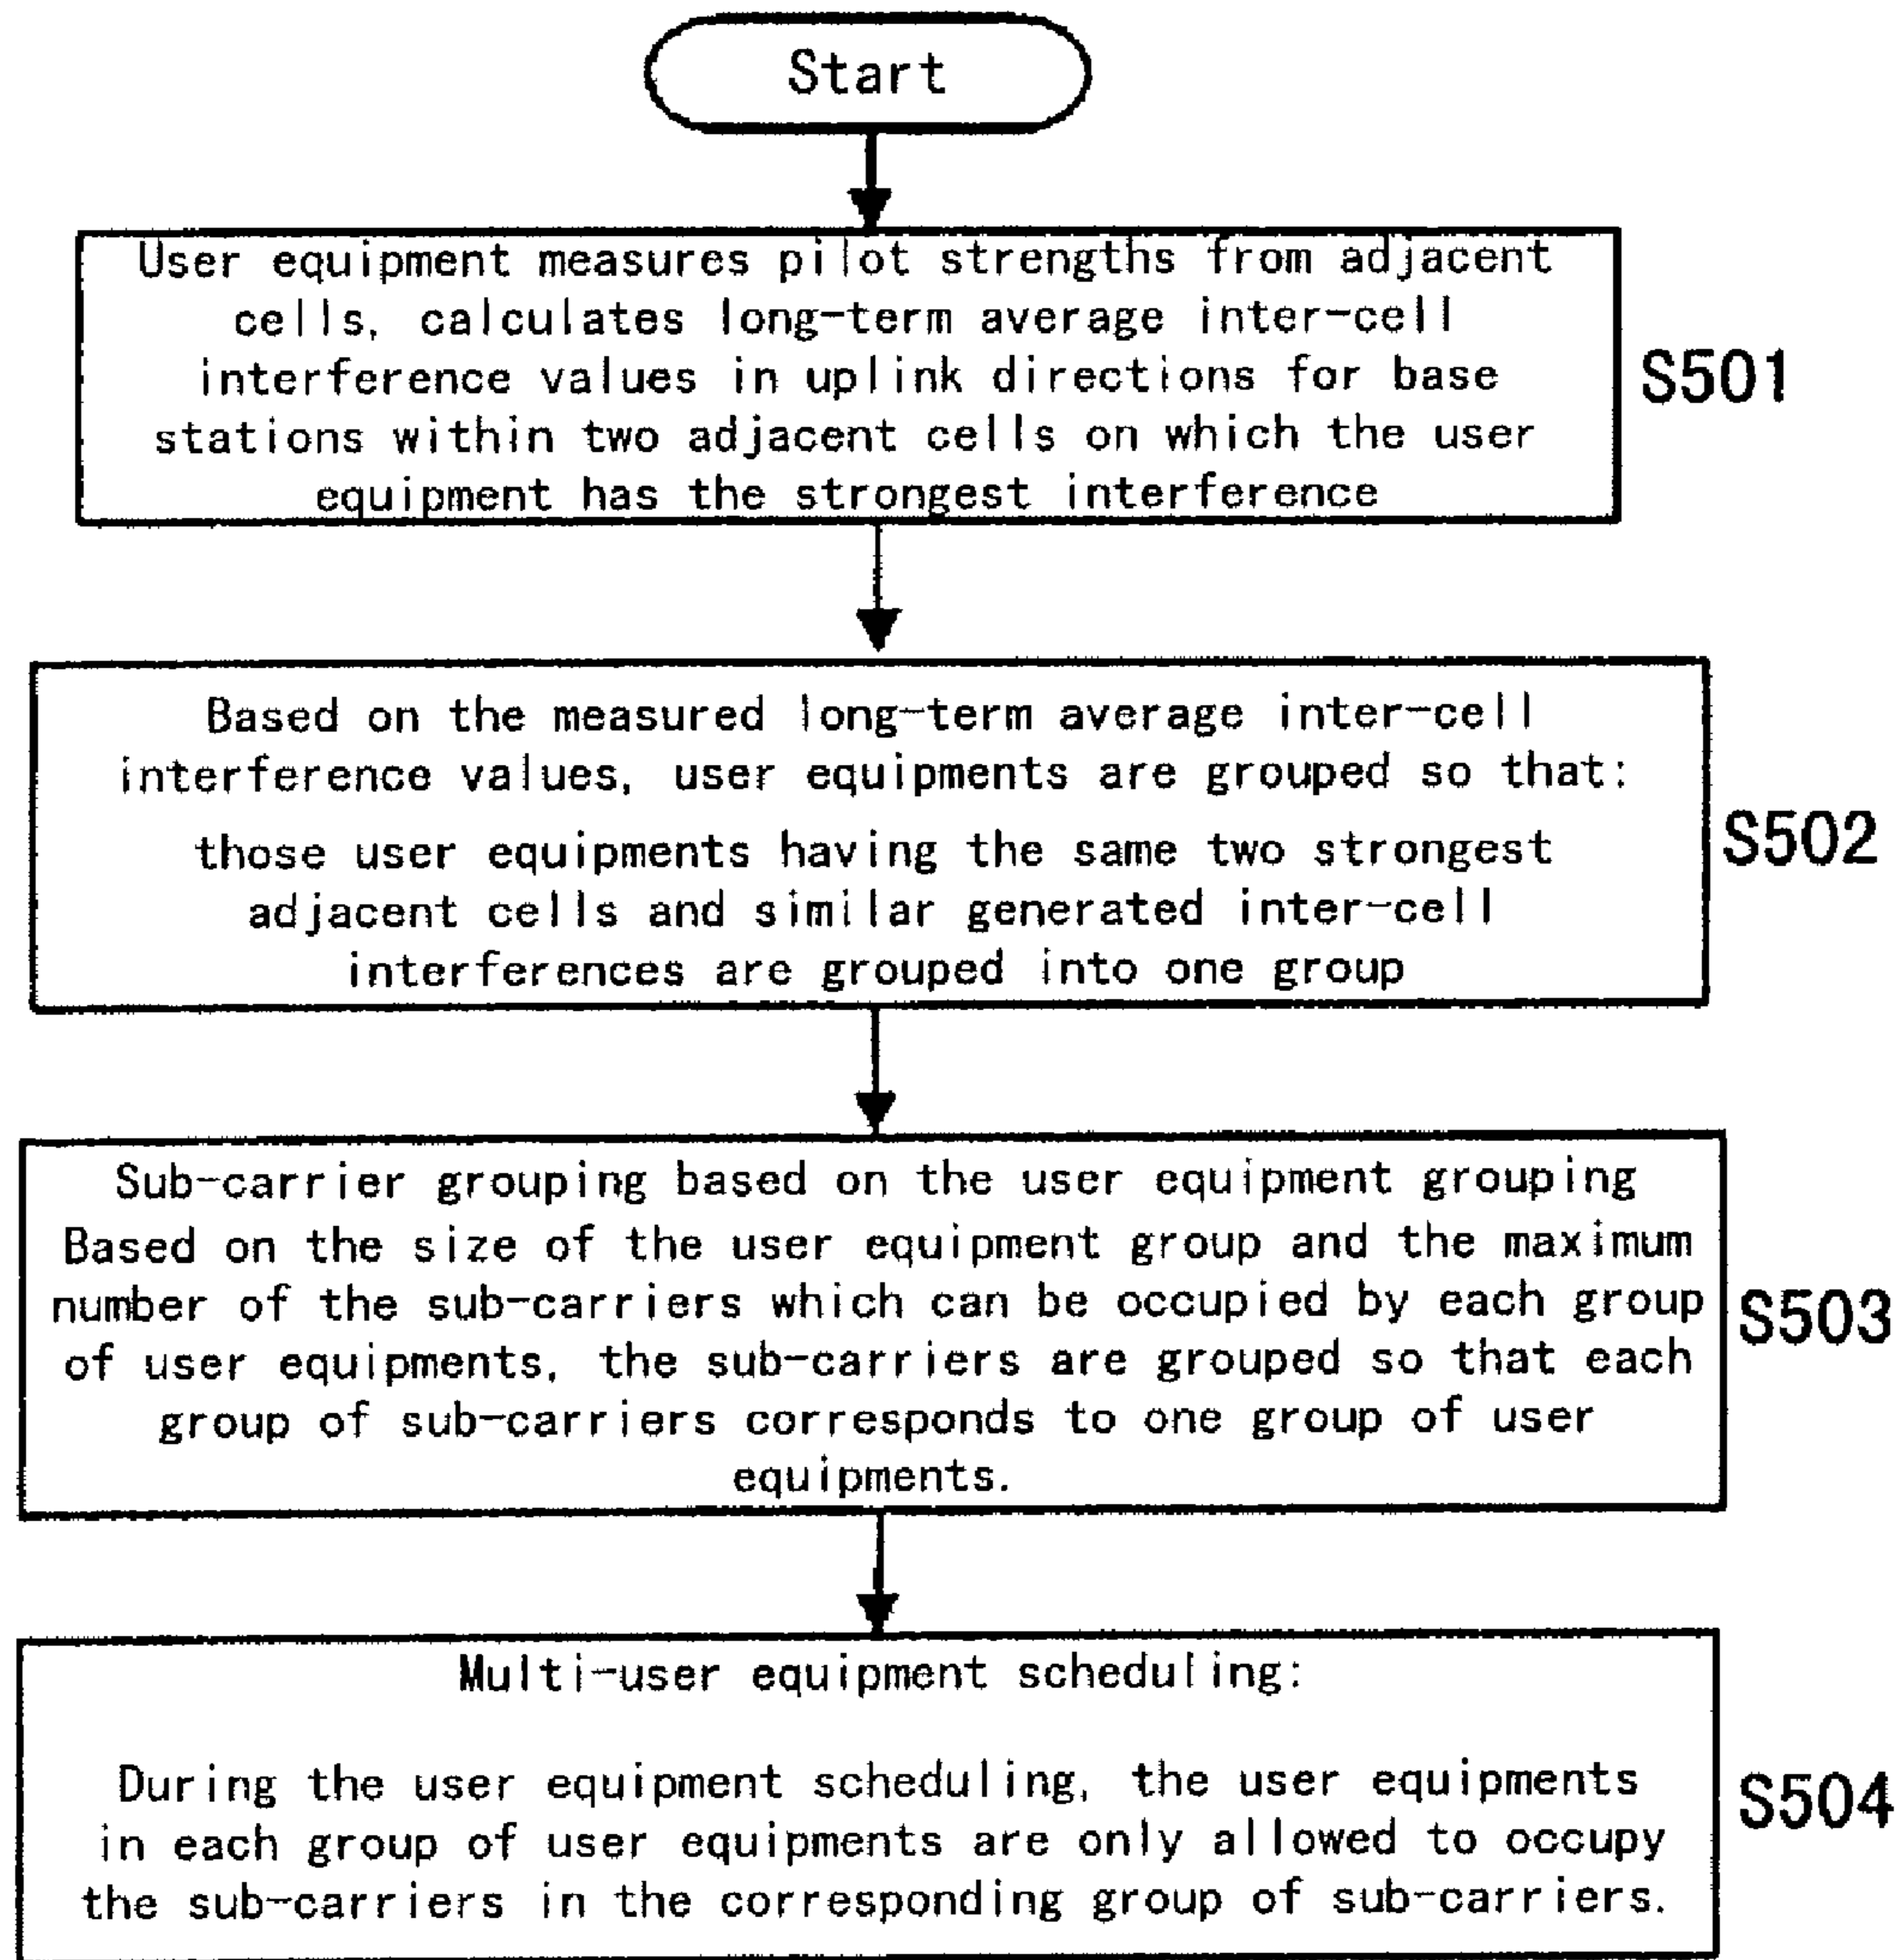 Start
User equipment measures pilot strengths from adjacent
cells, calculates long-term average inter-cell
interference values in uplink directions for base
stations within two adjacent cells on which the user
equipment has the strongest interference
S501
Based on the measured long-term average inter-cell
interference values, user equipments are grouped so that:
those user equipments having the same two strongest
adjacent cells and similar generated inter-cell
interferences are grouped into one group
S502
Sub-carrier grouping based on the user equipment grouping
Based on the size of the user equipment group and the maximum
number of the sub-carriers which can be occupied by each group
of user equipments, the sub-carriers are grouped so that each
group of sub-carriers corresponds to one group of user
equipments.
S503
Multi-user equipment scheduling:
During the user equipment scheduling, the user equipments
in each group of user equipments are only allowed to occupy
the sub-carriers in the corresponding group of sub-carriers.
S504